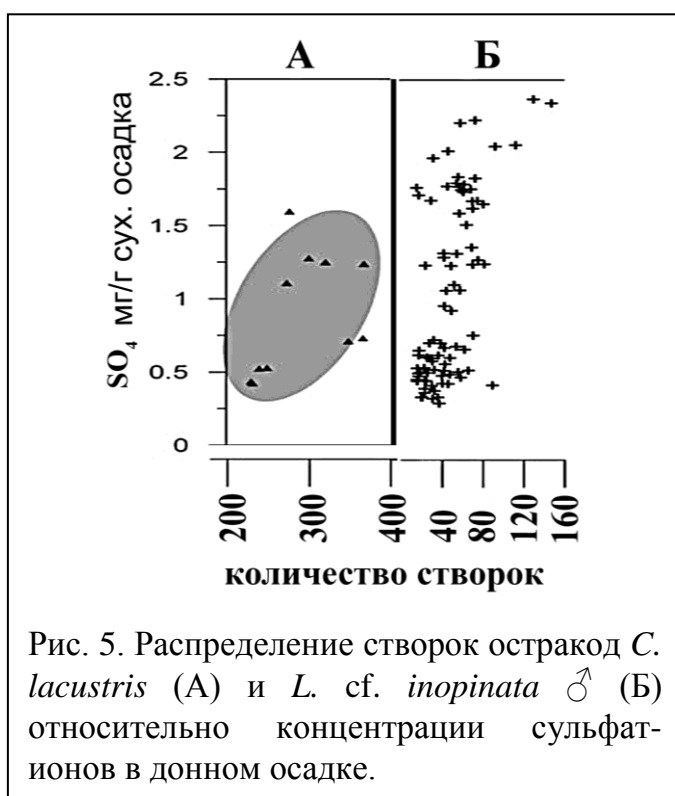 А Б
2.5
2
1.5
1
0.5
0
SO₄ мг/г сух. осадка
200 300 400 40 80 120 160
количество створок
Рис. 5. Распределение створок остракод C.
lacustris (А) и L. cf. inopinata ♂ (Б)
относительно концентрации сульфат-
ионов в донном осадке.